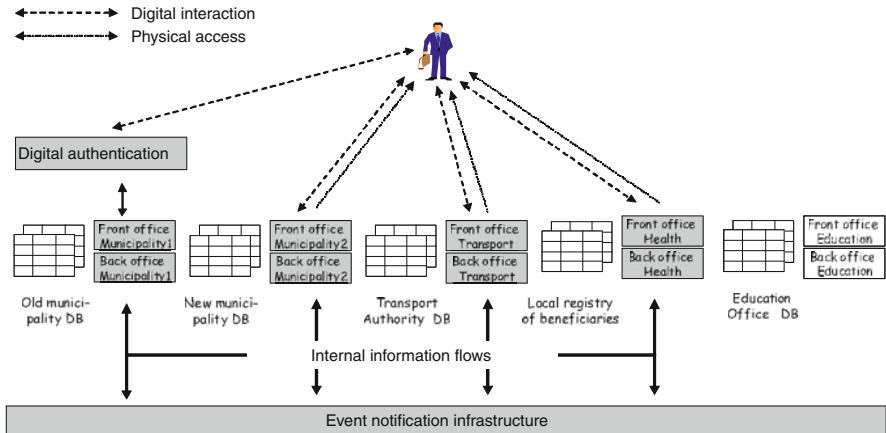 Digital interaction
Physical access
Digital authentication
Front office
Municipality1
Back office
Municipality1
Front office
Municipality2
Back office
Municipality2
Front office
Transport
Back office
Transport
Front office
Health
Back office
Health
Front office
Education
Back office
Education
Old munici-
pality DB
New munici-
pality DB
Transport
Authority DB
Local registry
of beneficiaries
Education
Office DB
Internal information flows
Event notification infrastructure